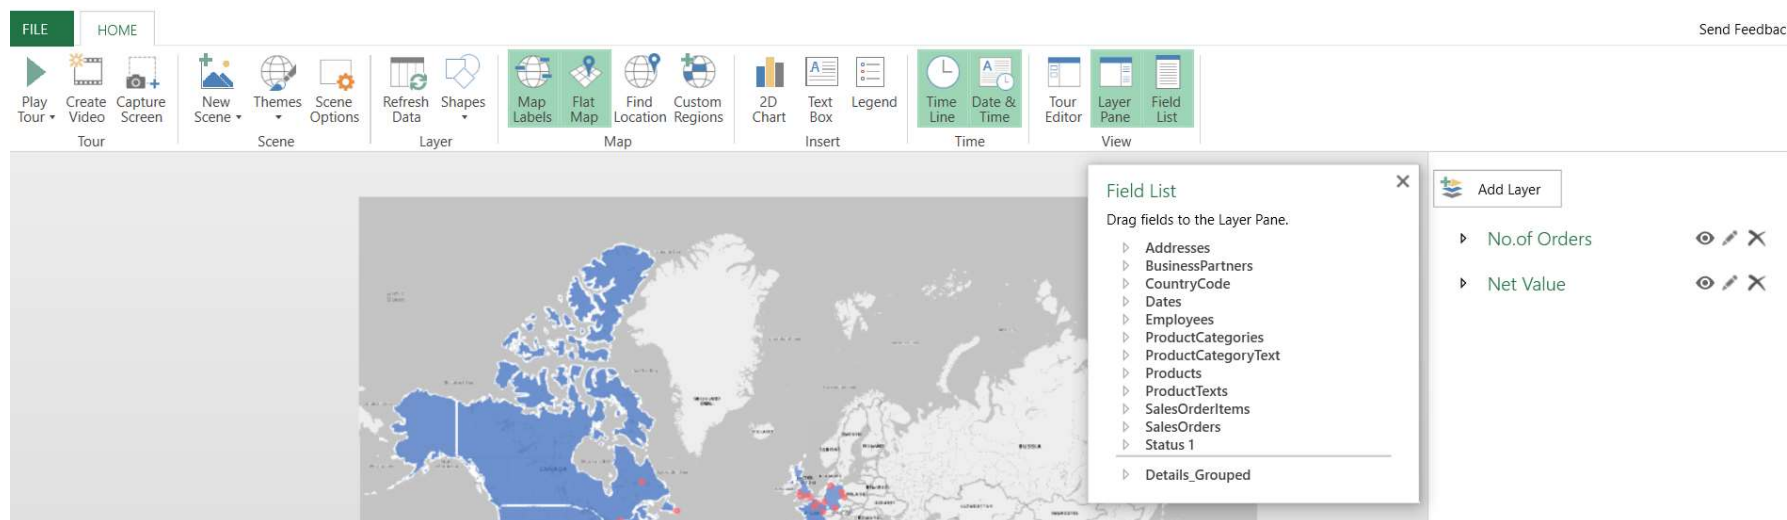 FILE
HOME
Send Feedbac
Play
Tour
Create
Video
Capture
Screen
New
Scene
Themes
Scene
Options
Refresh
Data
Shapes
Map
Labels
Flat
Map
Find
Location
Custom
Regions
2D
Chart
Text
Box
Legend
Time
Line
Date &
Time
Tour
Editor
Layer
Pane
Field
List
Tour
Scene
Layer
Map
Insert
Time
View
Field List
Drag fields to the Layer Pane.
Addresses
BusinessPartners
CountryCode
Dates
Employees
ProductCategories
ProductCategoryText
Products
ProductTexts
SalesOrderItems
SalesOrders
Status 1
Details_Grouped
Add Layer
No.of Orders
Net Value